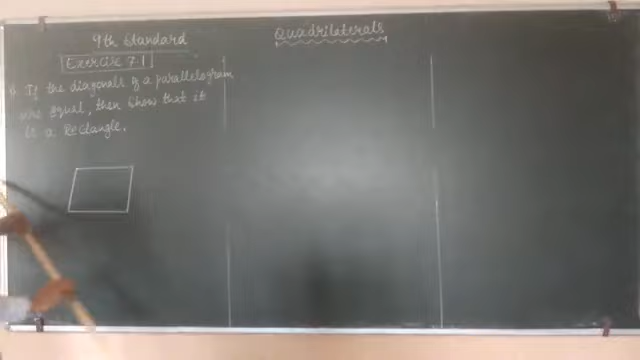 9th Standard
Quadrilaterals
Exercise 7.1
1) If the diagonals of a parallelogram
are equal, then show that it
is a Rectangle.